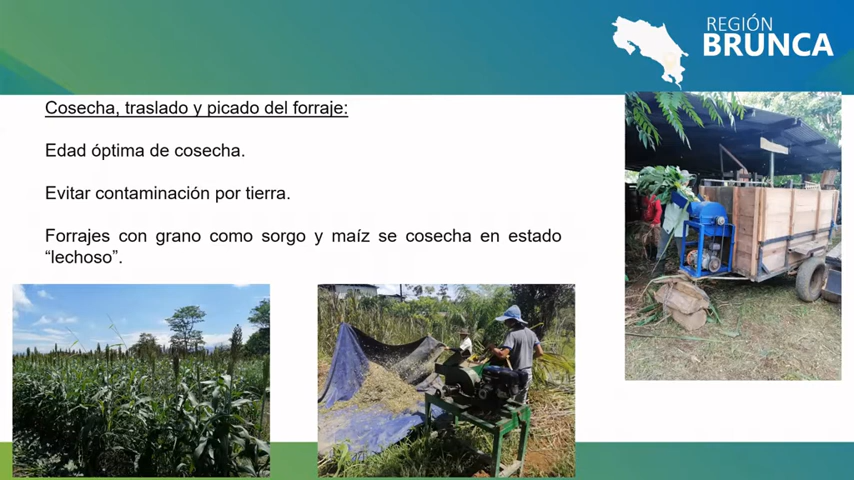 REGIÓN
BRUNCA
Cosecha, traslado y picado del forraje:
Edad óptima de cosecha.
Evitar contaminación por tierra.
Forrajes con grano como sorgo y maíz se cosecha en estado
“lechoso”.